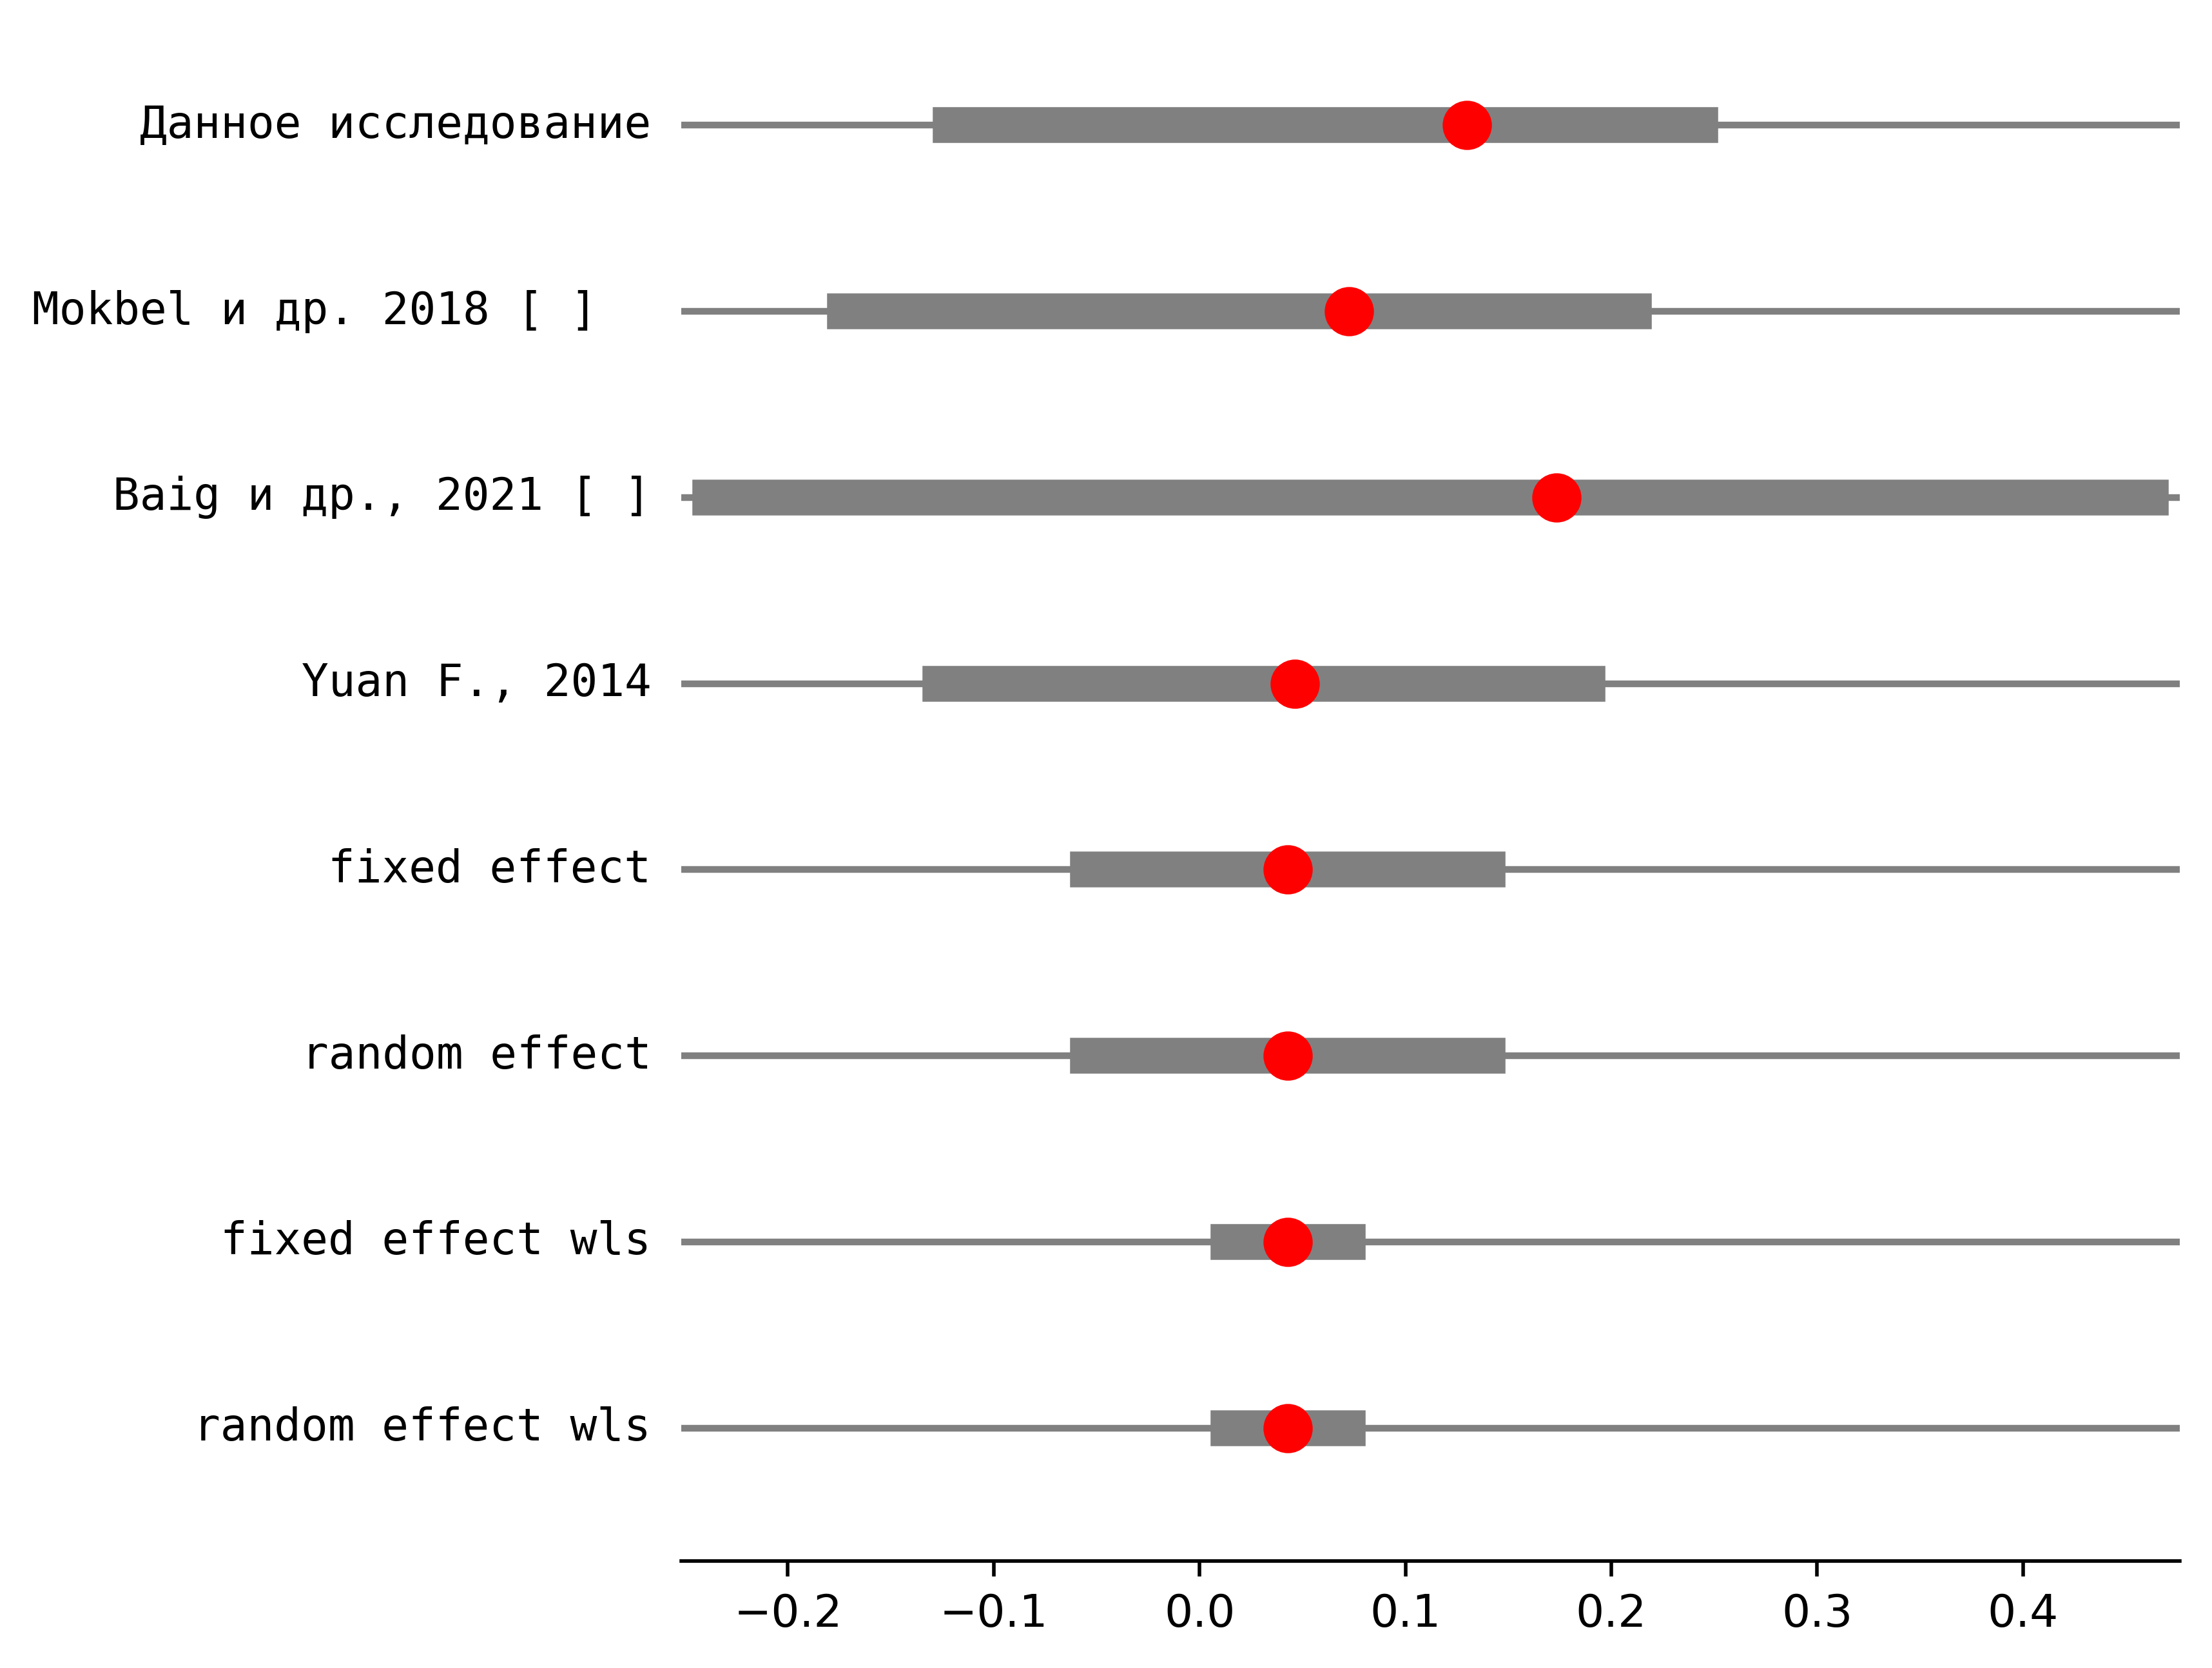 Данное исследование
Mokbel и др. 2018 [ ]
Baig и др., 2021 [ ]
Yuan F., 2014
fixed effect
random effect
fixed effect wls
random effect wls
−0.2 −0.1 0.0 0.1 0.2 0.3 0.4